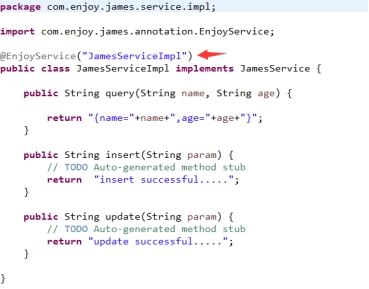 package com.enjoy.james.service.impl;
import com.enjoy.james.annotation.EnjoyService;
@EnjoyService("JamesServiceImpl")
public class JamesServiceImpl implements JamesService {
public String query(String name, String age) {
return "{name="+name+",age="+age+"}";
}
public String insert(String param) {
// TODO Auto-generated method stub
return  "insert successful.....";
}
public String update(String param) {
// TODO Auto-generated method stub
return "update successful.....";
}
}